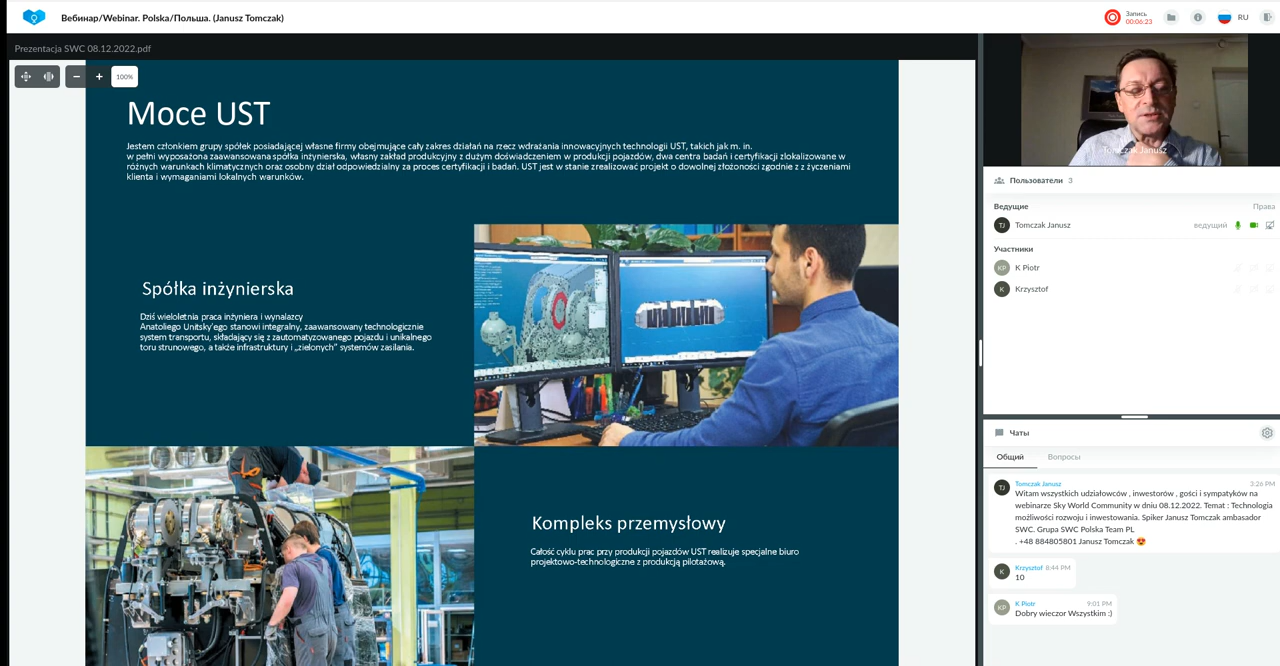 Вебинар/Webinar. Polska/Польша. (Janusz Tomczak)
Запись
00:06:23
RU
Prezentacja SWC 08.12.2022.pdf
100%
Moce UST
Jestem członkiem grupy spółek posiadającej własne firmy obejmujące cały zakres działań na rzecz wdrażania innowacyjnych technologii UST, takich jak m. in.
w pełni wyposażona zaawansowana spółka inżynierska, własny zakład produkcyjny z dużym doświadczeniem w produkcji pojazdów, dwa centra badań i certyfikacji zlokalizowane w
różnych warunkach klimatycznych oraz osobny dział odpowiedzialny za proces certyfikacji i badań. UST jest w stanie zrealizować projekt o dowolnej złożoności zgodnie z z życzeniami
klienta i wymaganiami lokalnych warunków.
Spółka inżynierska
Dziś wieloletnia praca inżyniera i wynalazcy
Anatoliego Unitsky'ego stanowi integralny, zaawansowany technologicznie
system transportu, składający się z zautomatyzowanego pojazdu i unikalnego
toru strunowego, a także infrastruktury i „zielonych” systemów zasilania.
Kompleks przemysłowy
Całość cyklu prac przy produkcji pojazdów UST realizuje specjalne biuro
projektowo-technologiczne z produkcją pilotażową.
Tomczak Janusz
Пользователи 3
Ведущие Права
TJ Tomczak Janusz ведущий
Участники
KP K Piotr
K Krzysztof
Чаты
Общий Вопросы
TJ Tomczak Janusz 3:26 PM
Witam wszystkich udziałowców , inwestorów , gości i sympatyków na
webinarze Sky World Community w dniu 08.12.2022. Temat : Technologia
możliwości rozwoju i inwestowania. Spiker Janusz Tomczak ambasador
SWC. Grupa SWC Polska Team PL
. +48 884805801 Janusz Tomczak 😍
K Krzysztof 8:44 PM
10
KP K Piotr 9:01 PM
Dobry wieczor Wszystkim :)